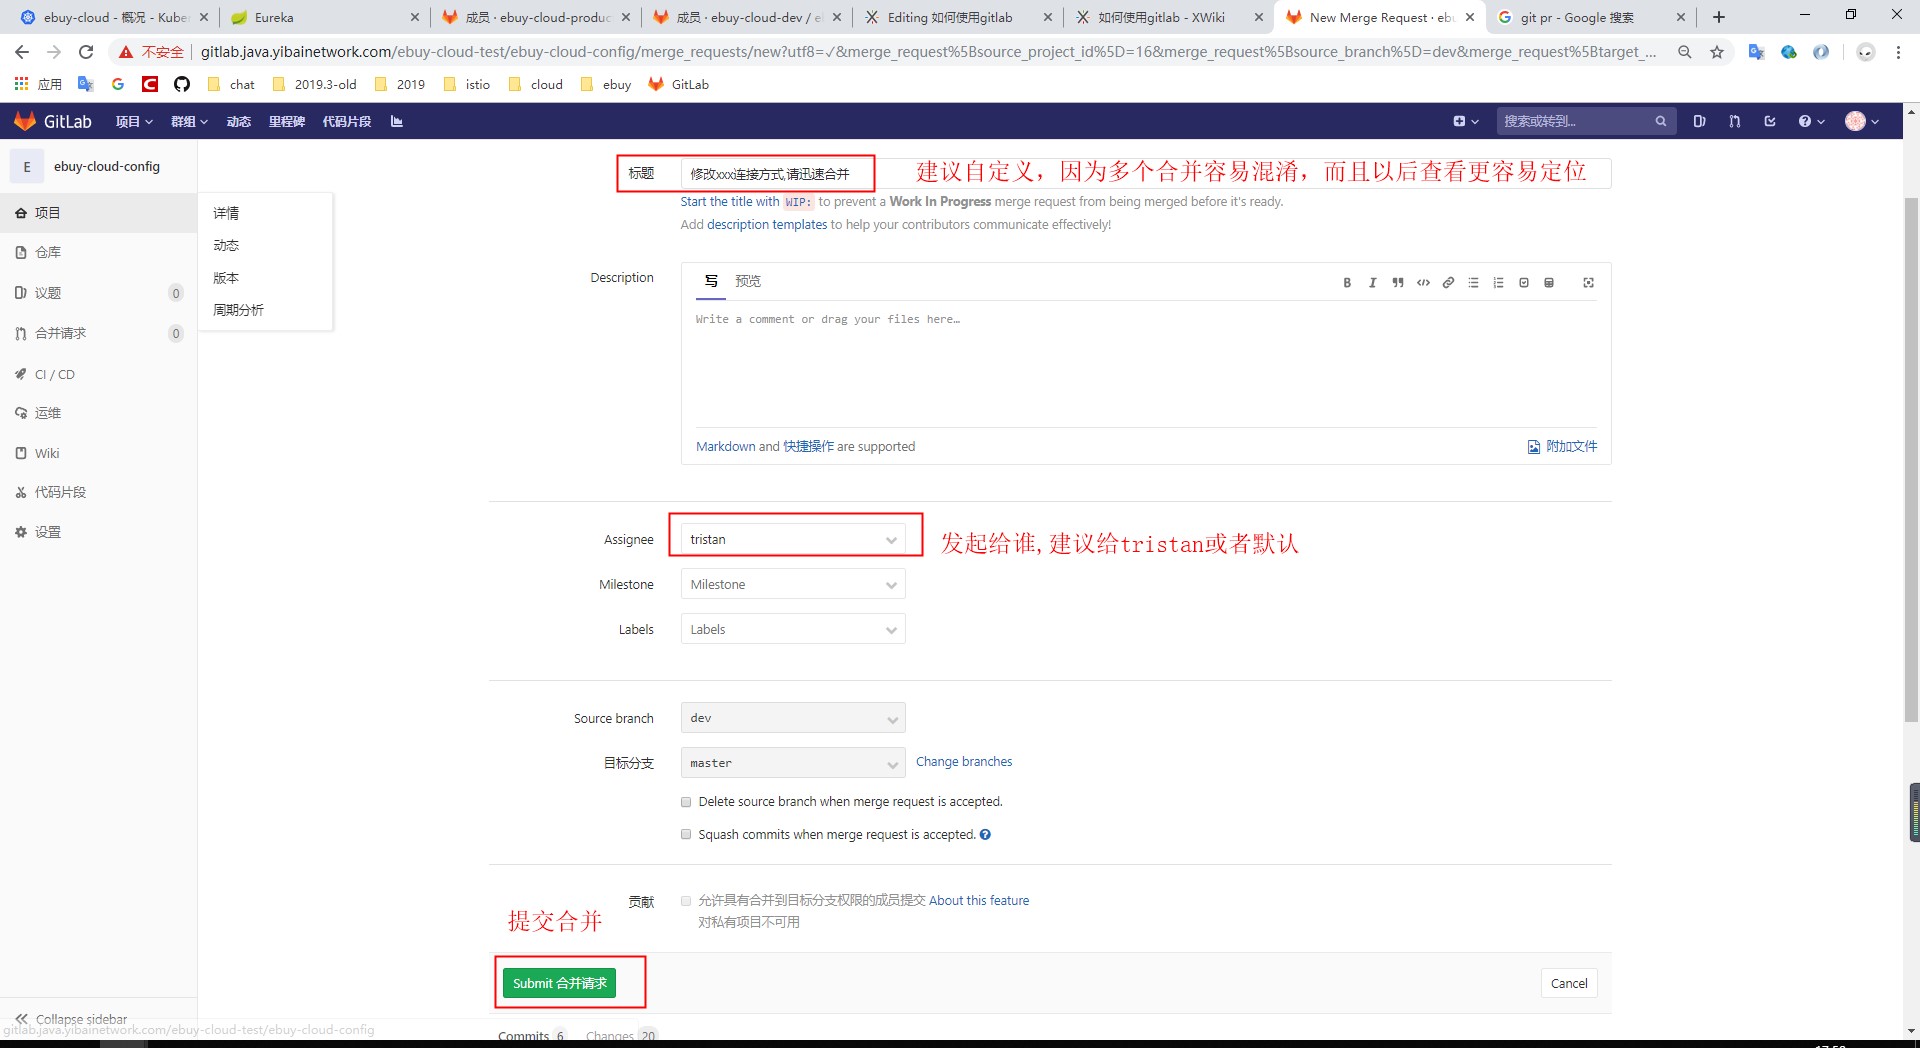 ebuy-cloud - 概况 - Kube
Eureka
成员 · ebuy-cloud-produc
成员 · ebuy-cloud-dev / e
Editing 如何使用gitlab
如何使用gitlab - XWiki
New Merge Request · ebu
git pr - Google 搜索
不安全
gitlab.java.yibainetwork.com/ebuy-cloud-test/ebuy-cloud-config/merge_requests/new?utf8=✓&merge_request%5Bsource_project_id%5D=16&merge_request%5Bsource_branch%5D=dev&merge_request%5Btarget_...
应用
chat
2019.3-old
2019
istio
cloud
ebuy
GitLab
GitLab
项目
群组
动态
里程碑
代码片段
搜索或转到...
E
ebuy-cloud-config
项目
仓库
议题 0
合并请求 0
CI / CD
运维
Wiki
代码片段
设置
详情
动态
版本
周期分析
标题
修改xxx连接方式,请迅速合并
建议自定义，因为多个合并容易混淆，而且以后查看更容易定位
Start the title with WIP: to prevent a Work In Progress merge request from being merged before it's ready.
Add description templates to help your contributors communicate effectively!
Description
写
预览
Write a comment or drag your files here…
Markdown and 快捷操作 are supported
附加文件
Assignee
tristan
发起给谁,建议给tristan或者默认
Milestone
Milestone
Labels
Labels
Source branch
dev
目标分支
master
Change branches
Delete source branch when merge request is accepted.
Squash commits when merge request is accepted.
贡献
允许具有合并到目标分支权限的成员提交 About this feature
对私有项目不可用
提交合并
Submit 合并请求
Cancel
Collapse sidebar
gitlab.java.yibainetwork.com/ebuy-cloud-test/ebuy-cloud-config
Commits 6
Changes 20